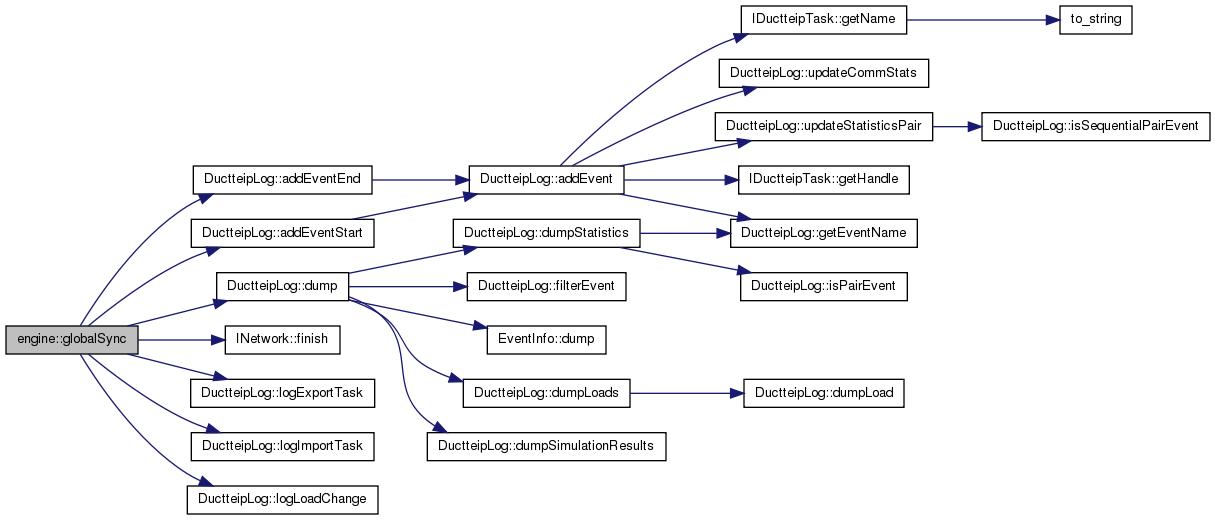 IDuctteipTask::getName
to_string
DuctteipLog::updateCommStats
DuctteipLog::updateStatisticsPair
DuctteipLog::isSequentialPairEvent
DuctteipLog::addEventEnd
DuctteipLog::addEvent
IDuctteipTask::getHandle
DuctteipLog::addEventStart
DuctteipLog::dumpStatistics
DuctteipLog::getEventName
DuctteipLog::dump
DuctteipLog::filterEvent
DuctteipLog::isPairEvent
engine::globalSync
INetwork::finish
EventInfo::dump
DuctteipLog::logExportTask
DuctteipLog::dumpLoads
DuctteipLog::dumpLoad
DuctteipLog::logImportTask
DuctteipLog::dumpSimulationResults
DuctteipLog::logLoadChange